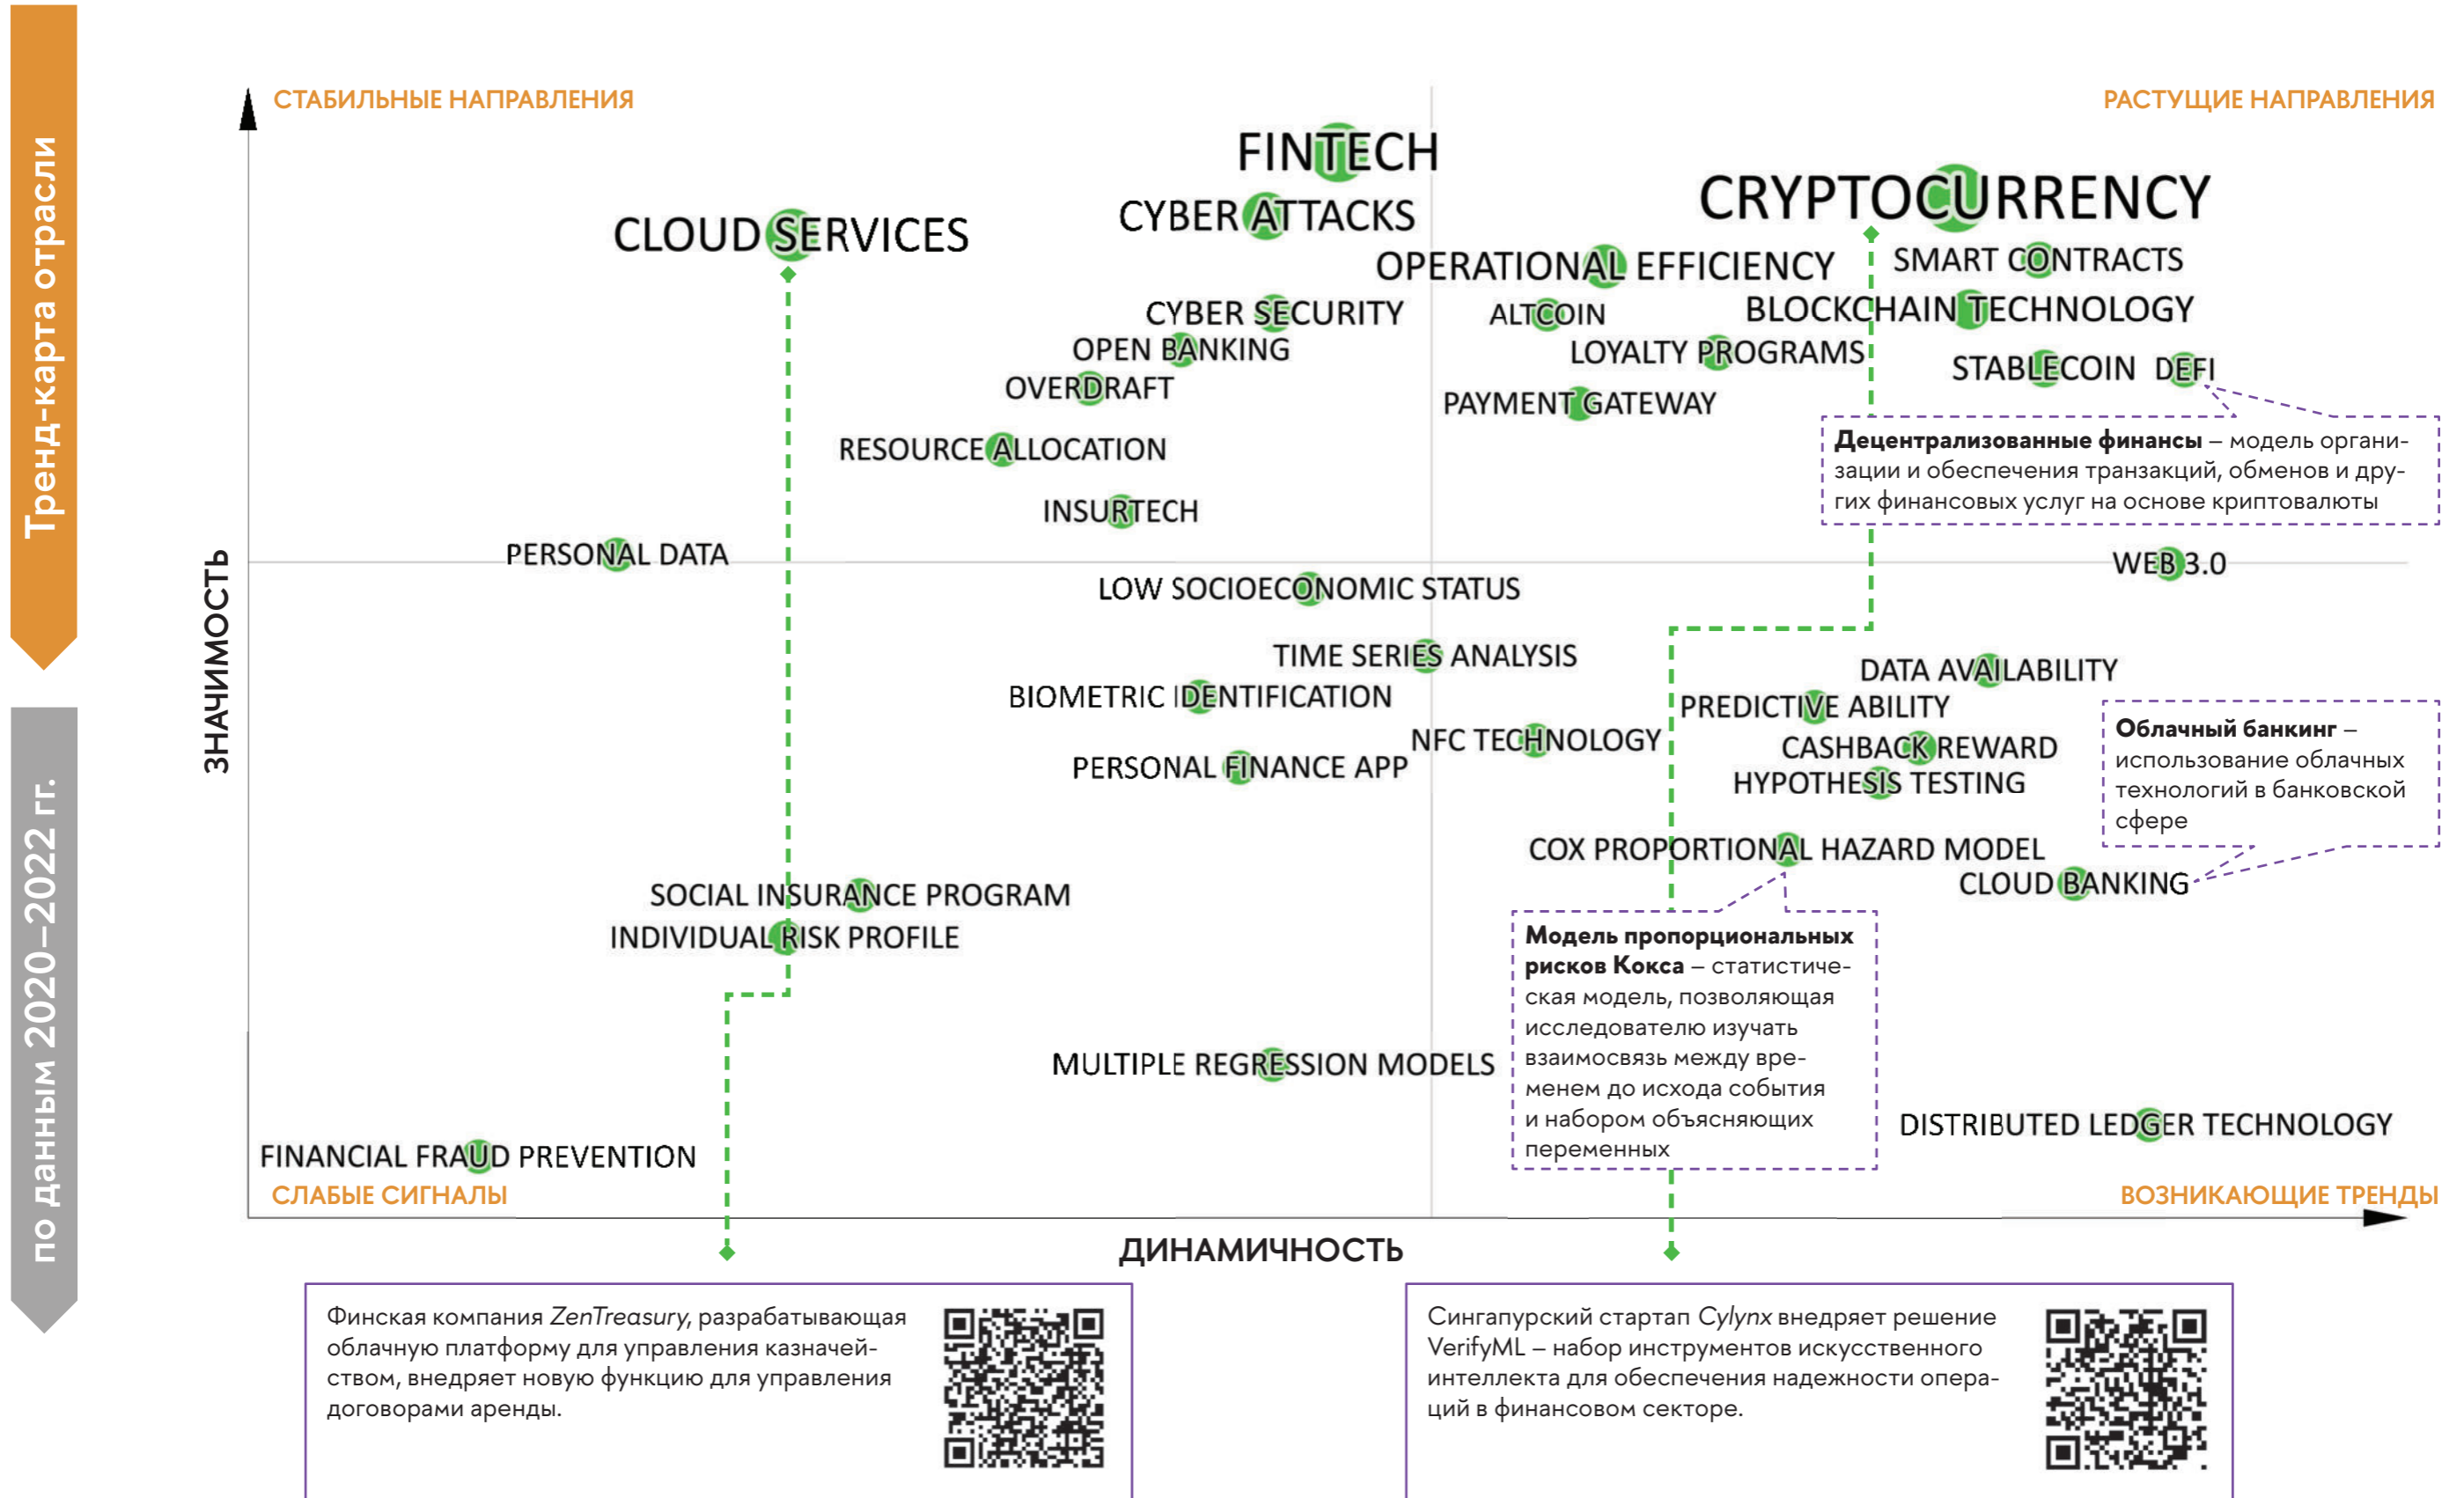 Тренд-карта отрасли
по данным 2020–2022 гг.
СТАБИЛЬНЫЕ НАПРАВЛЕНИЯ
РАСТУЩИЕ НАПРАВЛЕНИЯ
FINTECH
CRYPTOCURRENCY
CYBER ATTACKS
CLOUD SERVICES
OPERATIONAL EFFICIENCY
SMART CONTRACTS
CYBER SECURITY
ALTCOIN
BLOCKCHAIN TECHNOLOGY
OPEN BANKING
LOYALTY PROGRAMS
STABLECOIN
DEFI
OVERDRAFT
PAYMENT GATEWAY
RESOURCE ALLOCATION
Децентрализованные финансы – модель органи-
зации и обеспечения транзакций, обменов и дру-
гих финансовых услуг на основе криптовалюты
INSURTECH
PERSONAL DATA
WEB 3.0
ЗНАЧИМОСТЬ
LOW SOCIOECONOMIC STATUS
TIME SERIES ANALYSIS
DATA AVAILABILITY
BIOMETRIC IDENTIFICATION
PREDICTIVE ABILITY
NFC TECHNOLOGY
CASHBACK REWARD
PERSONAL FINANCE APP
HYPOTHESIS TESTING
Облачный банкинг –
использование облачных
технологий в банковской
сфере
COX PROPORTIONAL HAZARD MODEL
CLOUD BANKING
SOCIAL INSURANCE PROGRAM
INDIVIDUAL RISK PROFILE
Модель пропорциональных
рисков Кокса – статистиче-
ская модель, позволяющая
исследователю изучать
взаимосвязь между вре-
менем до исхода события
и набором объясняющих
переменных
MULTIPLE REGRESSION MODELS
DISTRIBUTED LEDGER TECHNOLOGY
FINANCIAL FRAUD PREVENTION
СЛАБЫЕ СИГНАЛЫ
ВОЗНИКАЮЩИЕ ТРЕНДЫ
ДИНАМИЧНОСТЬ
Финская компания ZenTreasury, разрабатывающая
облачную платформу для управления казначей-
ством, внедряет новую функцию для управления
договорами аренды.
Сингапурский стартап Cylynx внедряет решение
VerifyML – набор инструментов искусственного
интеллекта для обеспечения надежности опера-
ций в финансовом секторе.